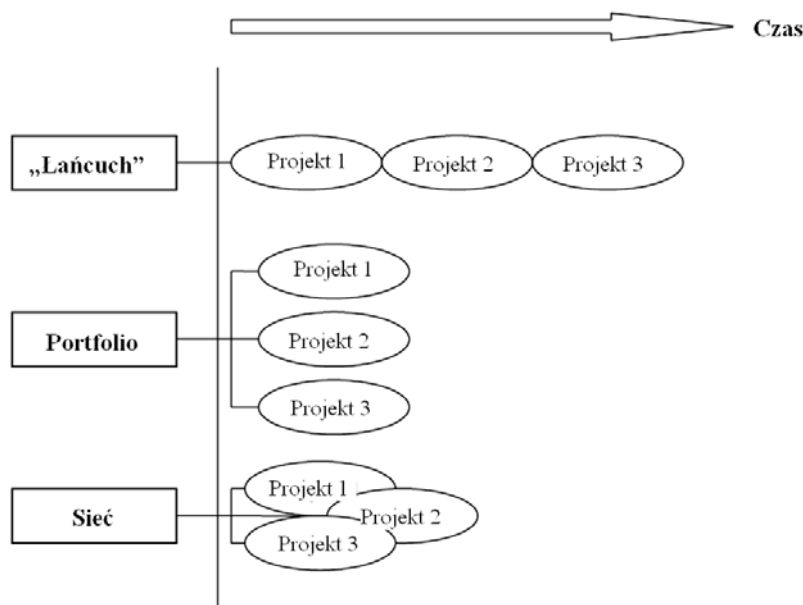 Czas
„Łańcuch”
Projekt 1
Projekt 2
Projekt 3
Portfolio
Projekt 1
Projekt 2
Projekt 3
Sieć
Projekt 1
Projekt 2
Projekt 3